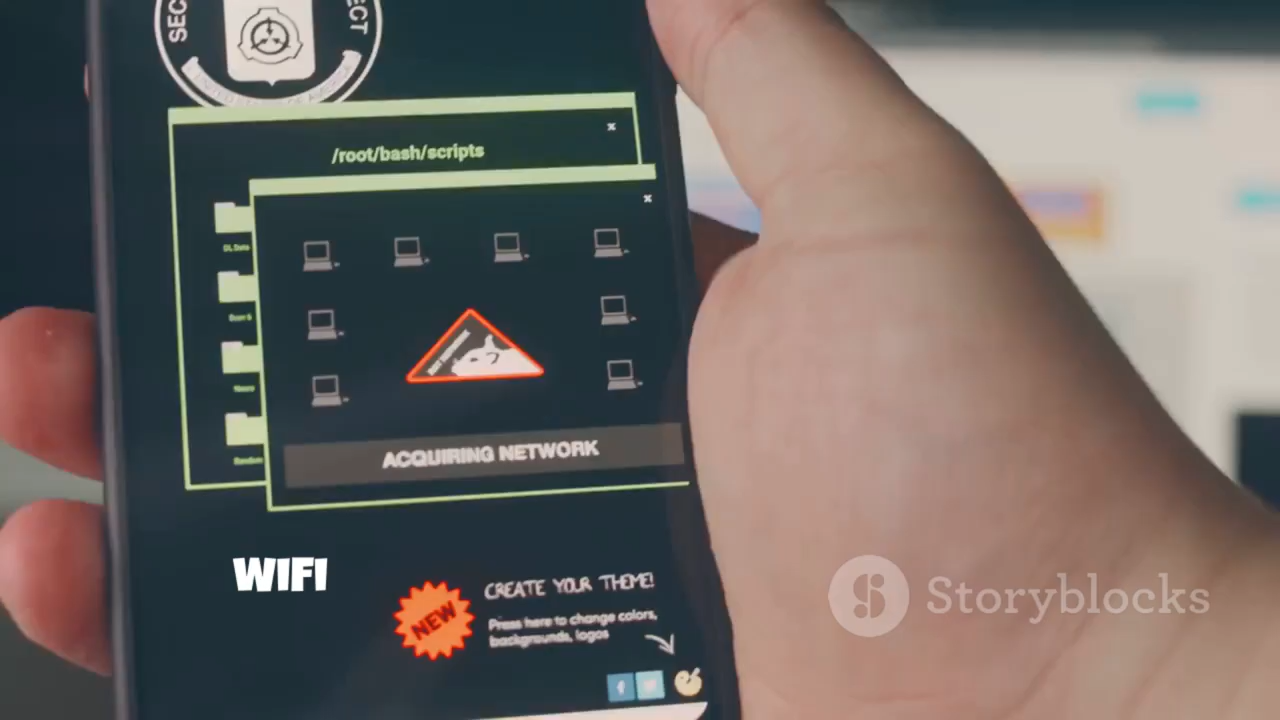 SEC
ECT
/root/bash/scripts
ACQUIRING NETWORK
WIFI
CREATE YOUR THEME!
NEW
Press here to change colors,
backgrounds, logos
Storyblocks